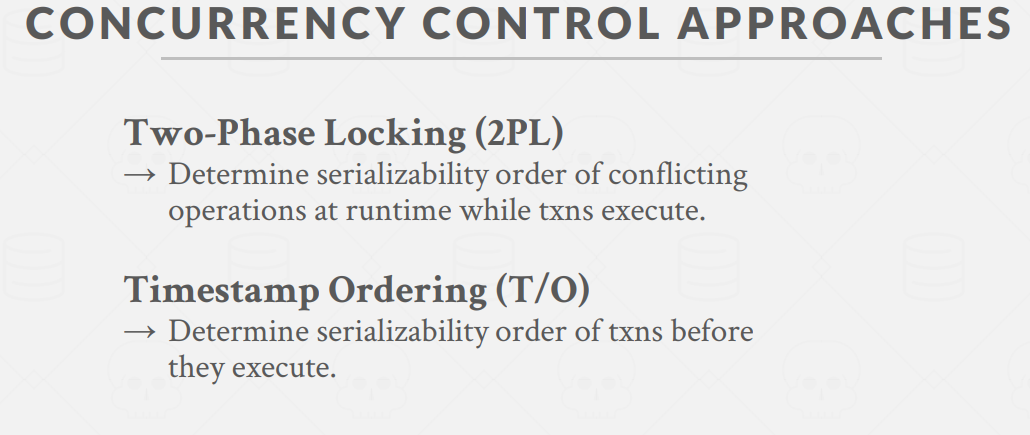 CONCURRENCY CONTROL APPROACHES
Two-Phase Locking (2PL)
→ Determine serializability order of conflicting
operations at runtime while txns execute.
Timestamp Ordering (T/O)
→ Determine serializability order of txns before
they execute.